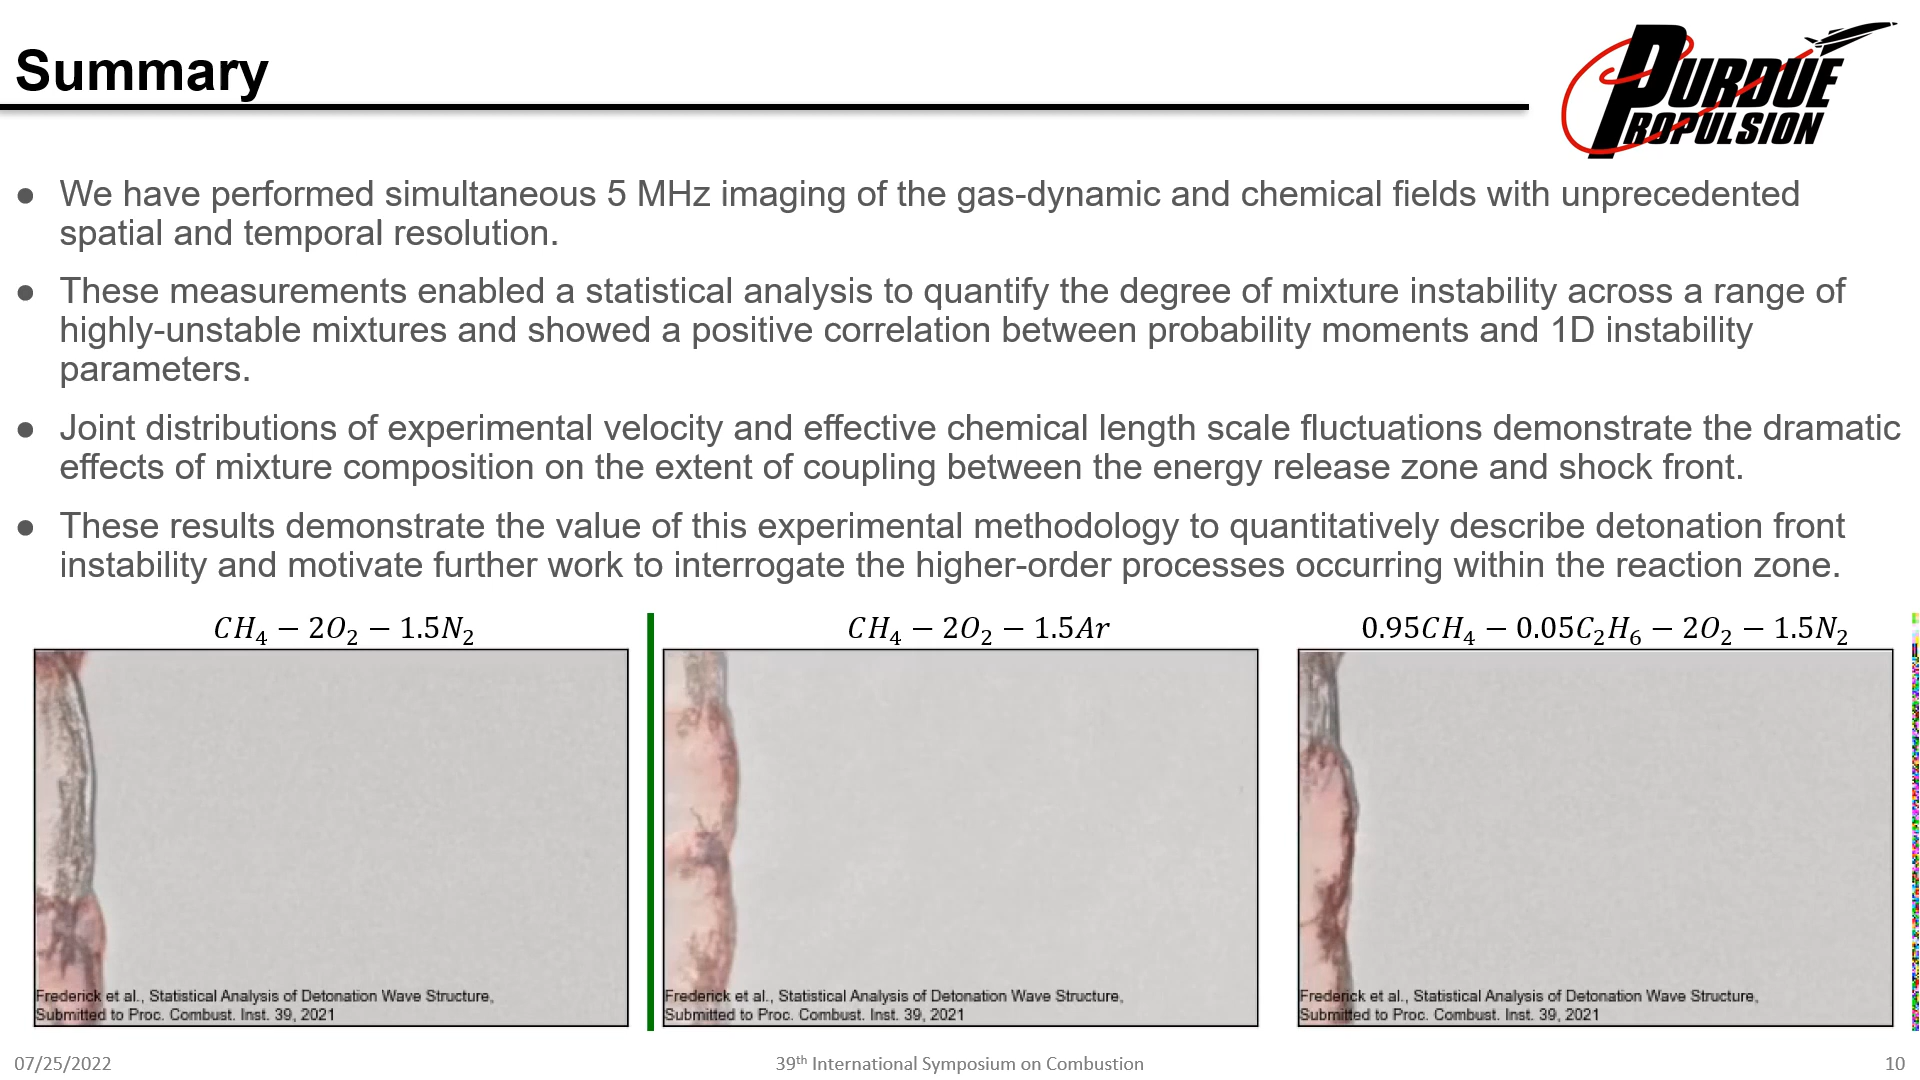 Summary
PURDUE
PROPULSION
● We have performed simultaneous 5 MHz imaging of the gas-dynamic and chemical fields with unprecedented
spatial and temporal resolution.
● These measurements enabled a statistical analysis to quantify the degree of mixture instability across a range of
highly-unstable mixtures and showed a positive correlation between probability moments and 1D instability
parameters.
● Joint distributions of experimental velocity and effective chemical length scale fluctuations demonstrate the dramatic
effects of mixture composition on the extent of coupling between the energy release zone and shock front.
● These results demonstrate the value of this experimental methodology to quantitatively describe detonation front
instability and motivate further work to interrogate the higher-order processes occurring within the reaction zone.
CH₄ − 2O₂ − 1.5N₂
Frederick et al., Statistical Analysis of Detonation Wave Structure,
Submitted to Proc. Combust. Inst. 39, 2021
CH₄ − 2O₂ − 1.5Ar
Frederick et al., Statistical Analysis of Detonation Wave Structure,
Submitted to Proc. Combust. Inst. 39, 2021
0.95CH₄ − 0.05C₂H₆ − 2O₂ − 1.5N₂
Frederick et al., Statistical Analysis of Detonation Wave Structure,
Submitted to Proc. Combust. Inst. 39, 2021
07/25/2022
39th International Symposium on Combustion
10